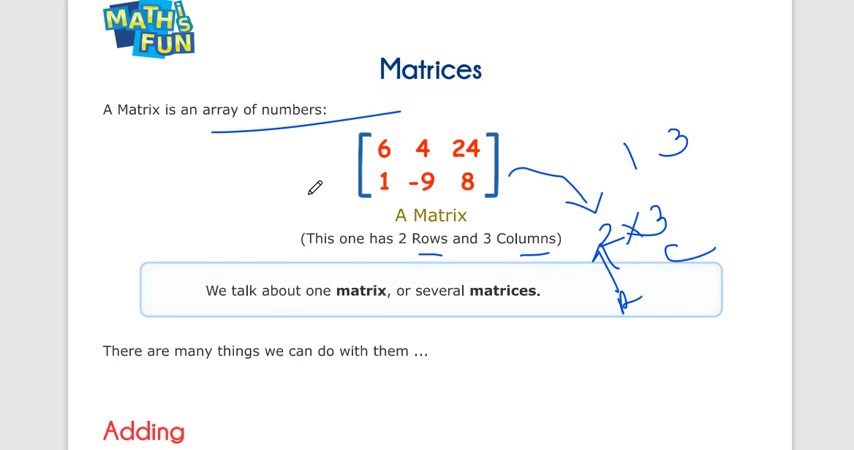 MATH is FUN
Matrices
A Matrix is an array of numbers:
6 4 24
1 -9 8
1 3
A Matrix
2 x 3
(This one has 2 Rows and 3 Columns)
C
We talk about one matrix, or several matrices.
R
There are many things we can do with them ...
Adding